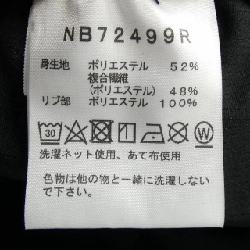 NB72499R
身生地 ポリエステル 52%
複合繊維
(ポリエステル) 48%
リブ部 ポリエステル 100%
30 W
洗濯ネット使用、あて布使用
色物は他の物と一緒に洗濯しない
で下さい。